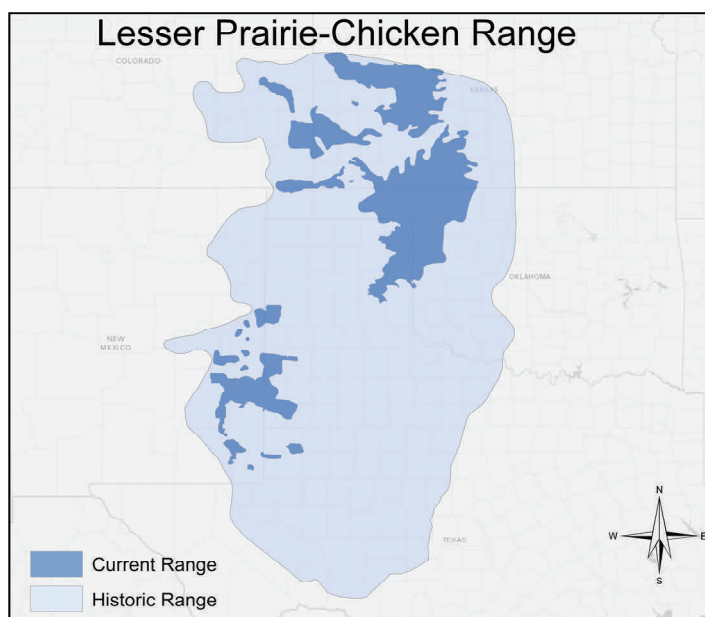 Lesser Prairie-Chicken Range
COLORADO
KANSAS
OKLAHOMA
NEW
MEXICO
TEXAS
N
W
E
S
Current Range
Historic Range